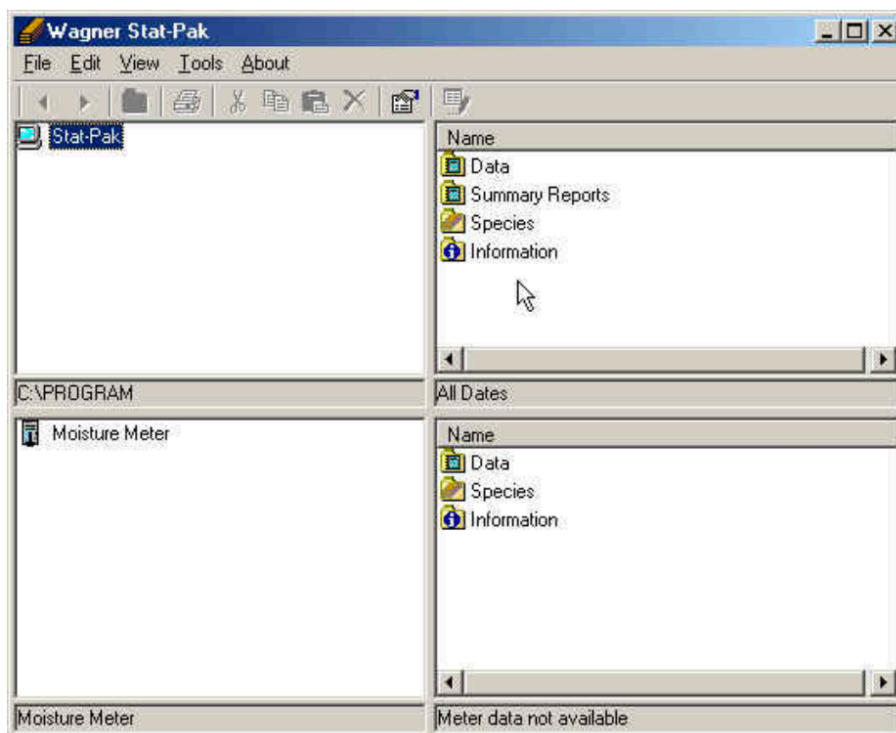 Wagner Stat-Pak
File Edit View Tools About
Stat-Pak
Name
Data
Summary Reports
Species
Information
C:\PROGRAM
All Dates
Moisture Meter
Name
Data
Species
Information
Moisture Meter
Meter data not available